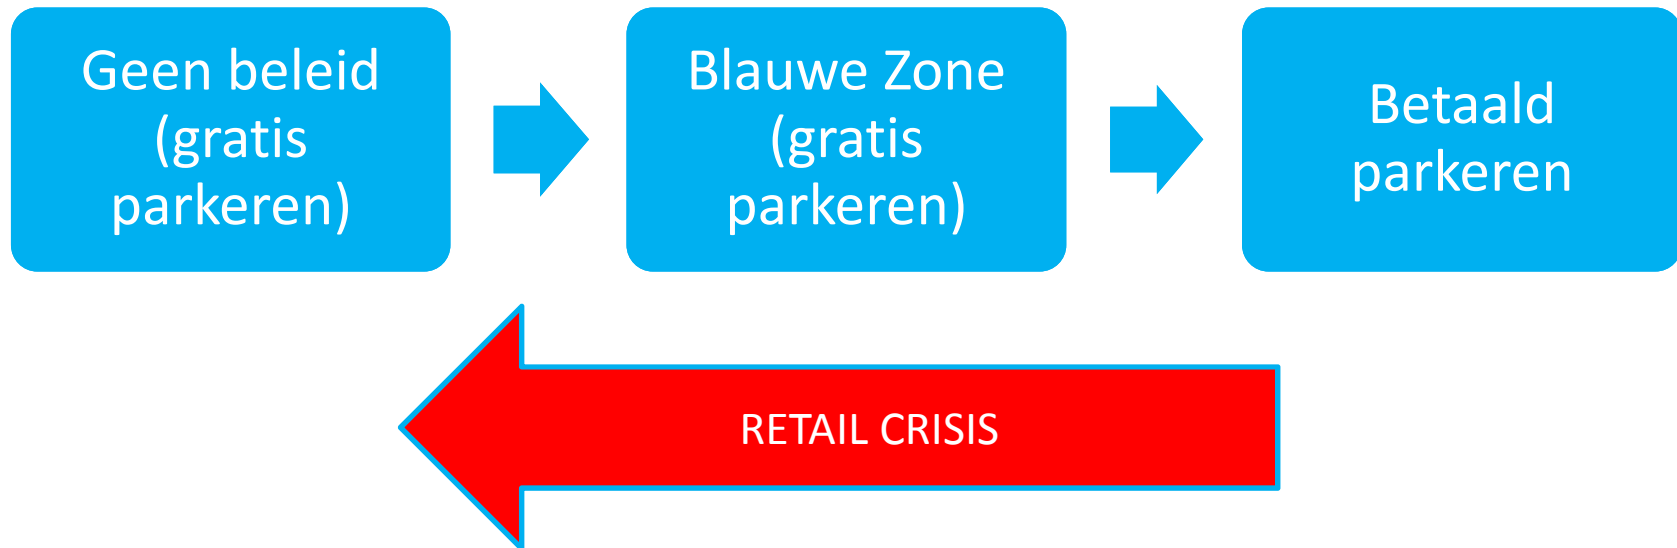 Geen beleid
(gratis
parkeren)
Blauwe Zone
(gratis
parkeren)
Betaald
parkeren
RETAIL CRISIS